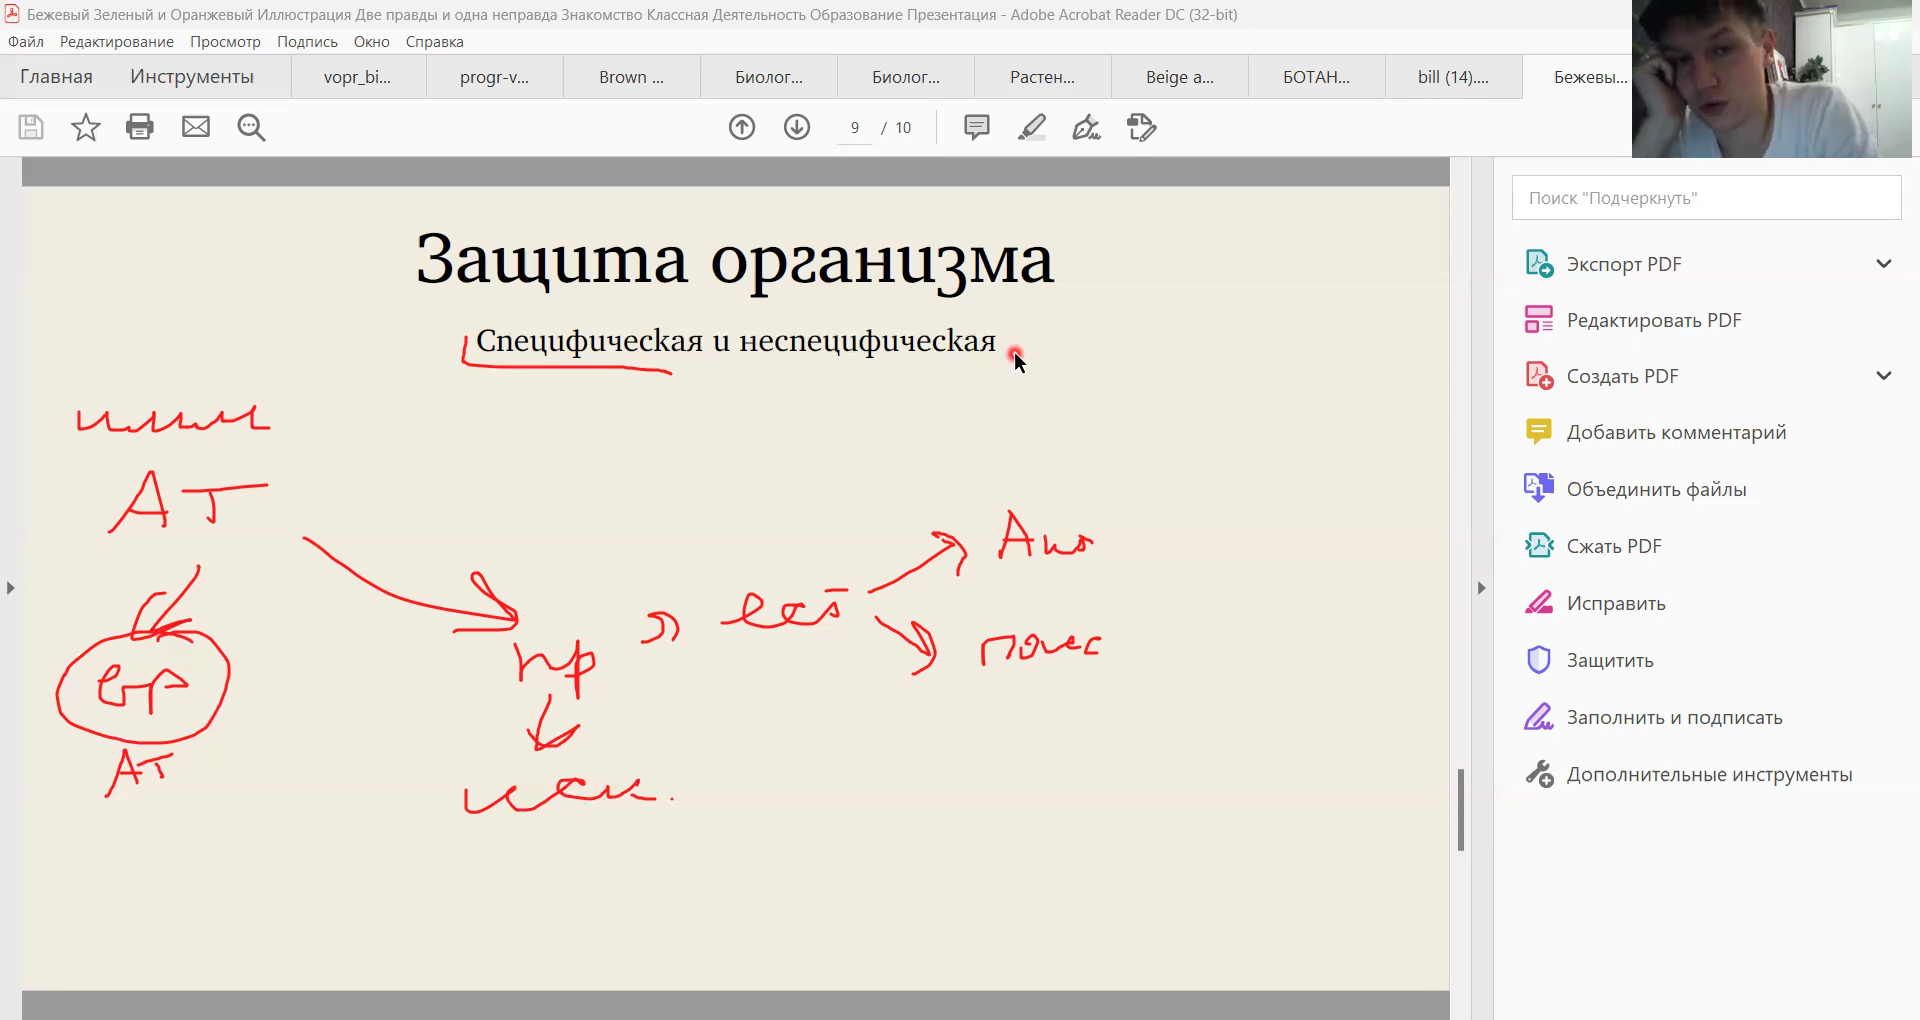 Бежевый Зеленый и Оранжевый Иллюстрация Две правды и одна неправда Знакомство Классная Деятельность Образование Презентация - Adobe Acrobat Reader DC (32-bit)
Файл Редактирование Просмотр Подпись Окно Справка
Главная Инструменты vopr_bi... progr-v... Brown ... Биолог... Биолог... Растен... Beige a... БОТАН... bill (14).... Бежевы...
9 / 10
Поиск "Подчеркнуть"
Экспорт PDF
Редактировать PDF
Создать PDF
Добавить комментарий
Объединить файлы
Сжать PDF
Исправить
Защитить
Заполнить и подписать
Дополнительные инструменты
Защита организма
Специфическая и неспецифическая
АТ
АТ